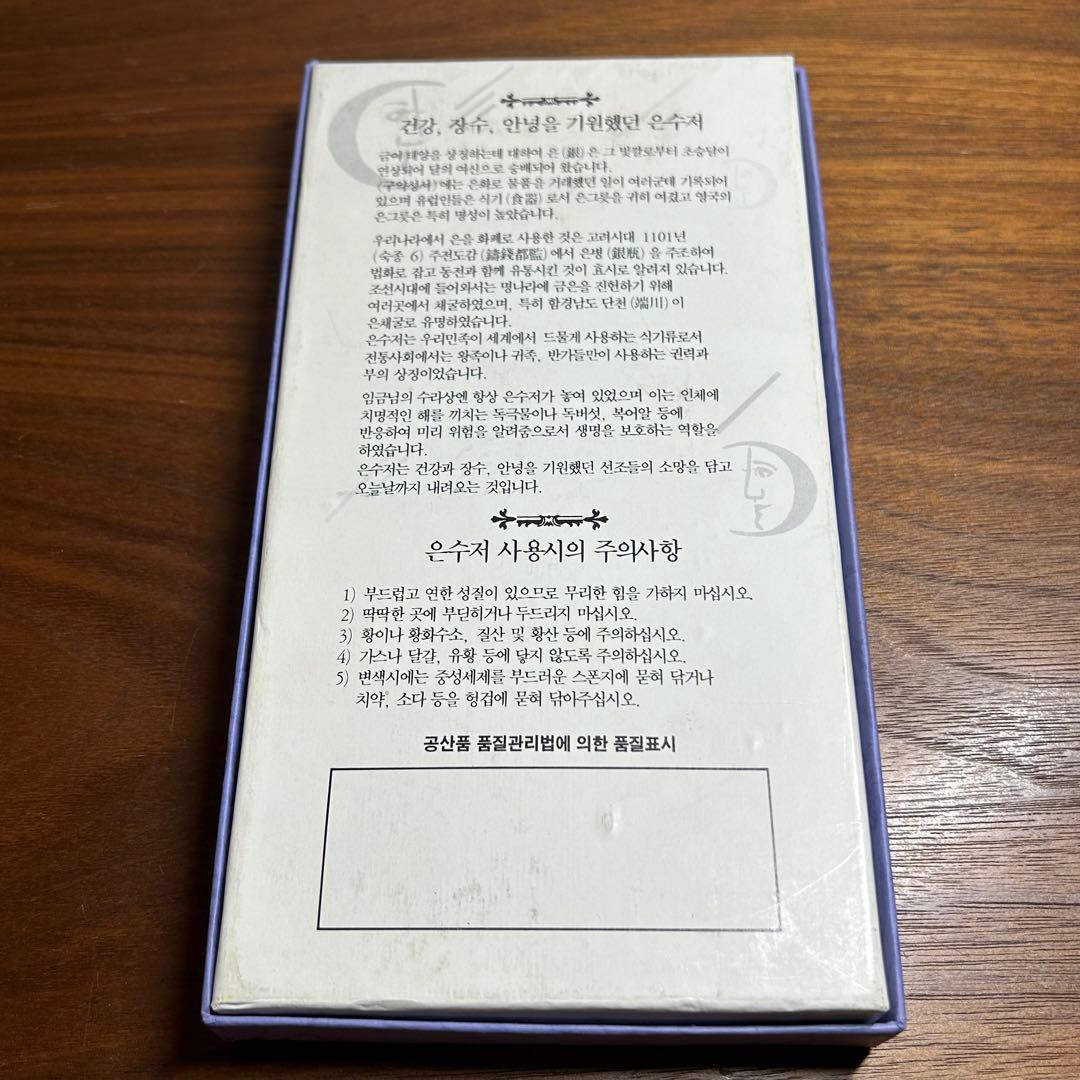 건강, 장수, 안녕을 기원했던 은수저
금이 태양을 상징하는데 대하여 은(銀)은 그 빛깔로부터 초승달이
연상되어 달의 여신으로 숭배되어 왔습니다.
(구약성서)에는 은화로 물품을 거래했던 일이 여러군데 기록되어
있으며 유럽인들은 식기(食器)로서 은그릇을 귀히 여겼고 영국의
은그릇은 특히 명성이 높았습니다.
우리나라에서 은을 화폐로 사용한 것은 고려시대 1101년
(숙종 6) 주전도감(鑄錢都監)에서 은병(銀瓶)을 주조하여
법화로 잡고 동전과 함께 유통시킨 것이 효시로 알려져 있습니다.
조선시대에 들어와서는 명나라에 금은을 진헌하기 위해
여러곳에서 채굴하였으며, 특히 함경남도 단천(端川)이
은채굴로 유명하였습니다.
은수저는 우리민족이 세계에서 드물게 사용하는 식기류로서
전통사회에서는 왕족이나 귀족, 반가들만이 사용하는 권력과
부의 상징이었습니다.
임금님의 수라상엔 항상 은수저가 놓여 있었으며 이는 인체에
치명적인 해를 끼치는 독극물이나 독버섯, 복어알 등에
반응하여 미리 위험을 알려줌으로서 생명을 보호하는 역할을
하였습니다.
은수저는 건강과 장수, 안녕을 기원했던 선조들의 소망을 담고
오늘날까지 내려오는 것입니다.
은수저 사용시의 주의사항
1) 부드럽고 연한 성질이 있으므로 무리한 힘을 가하지 마십시오.
2) 딱딱한 곳에 부딛히거나 두드리지 마십시오.
3) 황이나 황화수소, 질산 및 황산 등에 주의하십시오.
4) 가스나 달걀, 유황 등에 닿지 않도록 주의하십시오.
5) 변색시에는 중성세제를 부드러운 스폰지에 묻혀 닦거나
치약, 소다 등을 헝겁에 묻혀 닦아주십시오.
공산품 품질관리법에 의한 품질표시